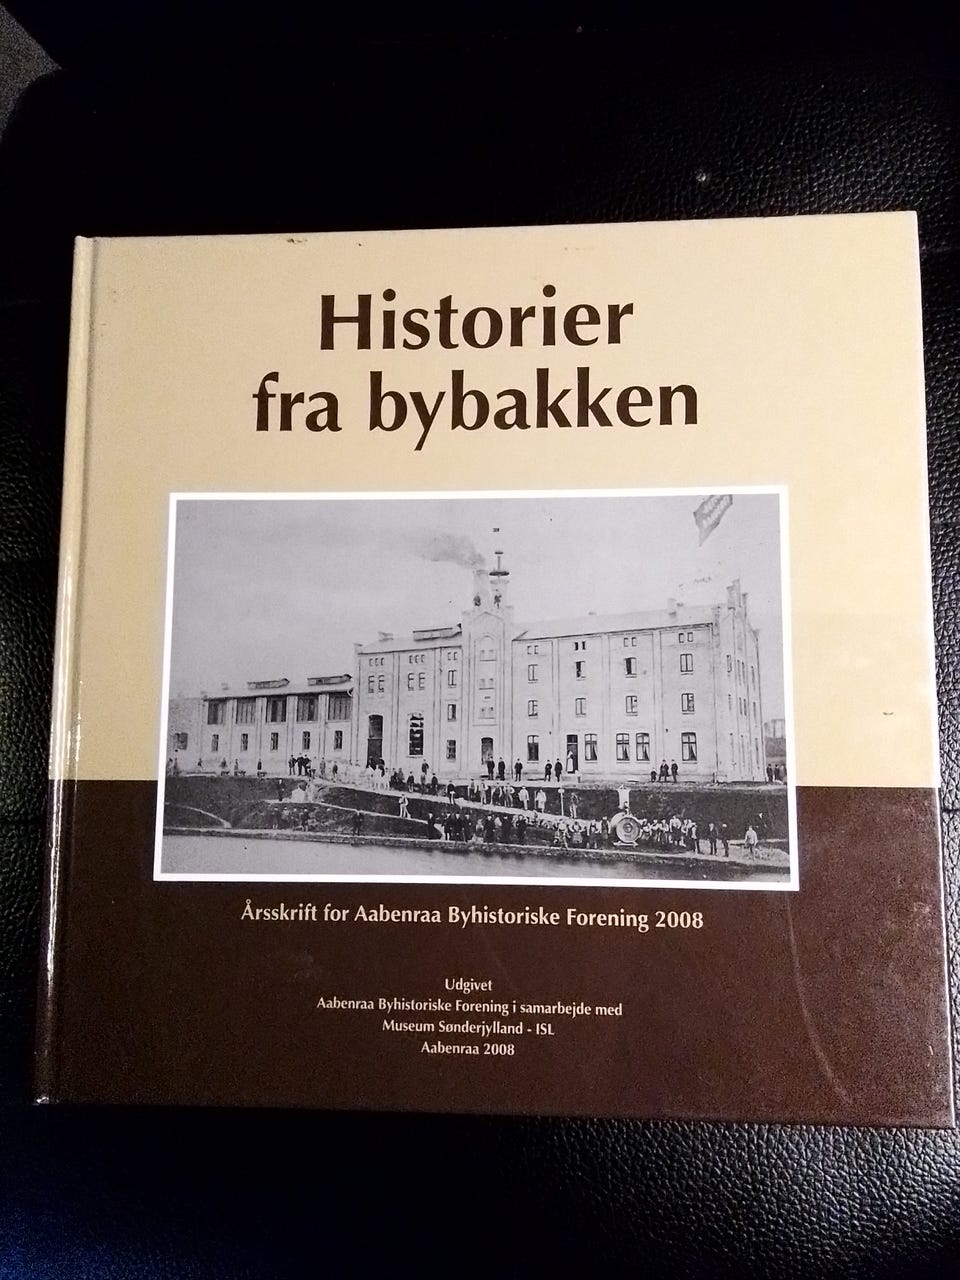 Historier
fra bybakken
Årsskrift for Aabenraa Byhistoriske Forening 2008
Udgivet
Aabenraa Byhistoriske Forening i samarbejde med
Museum Sønderjylland - ISL
Aabenraa 2008